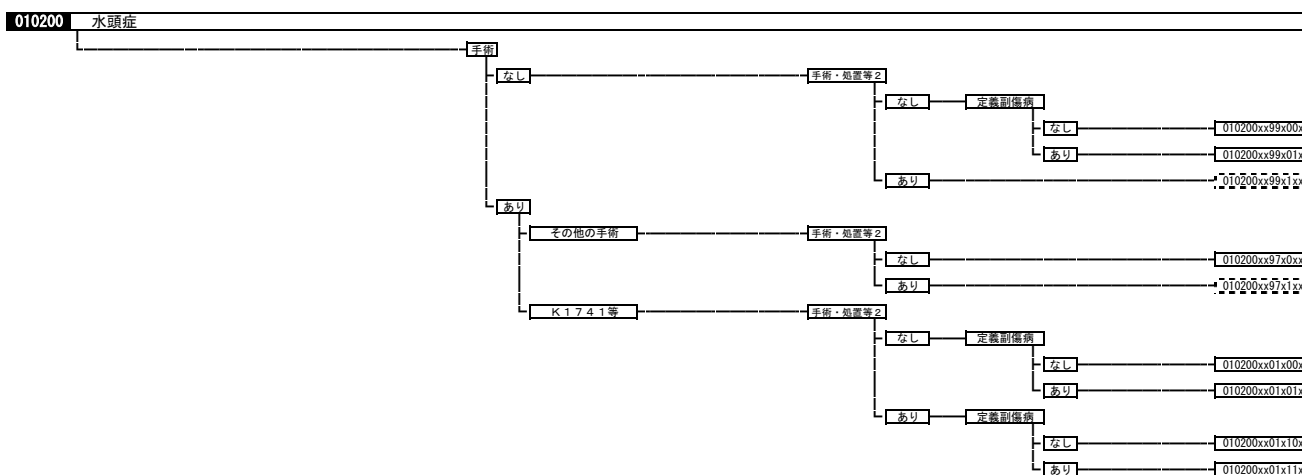 010200 水頭症
手術
なし 手術・処置等2
なし 定義副傷病
なし 010200xx99x00x
あり 010200xx99x01x
あり 010200xx99x1xx
あり
その他の手術 手術・処置等2
なし 010200xx97x0xx
あり 010200xx97x1xx
K1741等 手術・処置等2
なし 定義副傷病
なし 010200xx01x00x
あり 010200xx01x01x
あり 定義副傷病
なし 010200xx01x10x
あり 010200xx01x11x